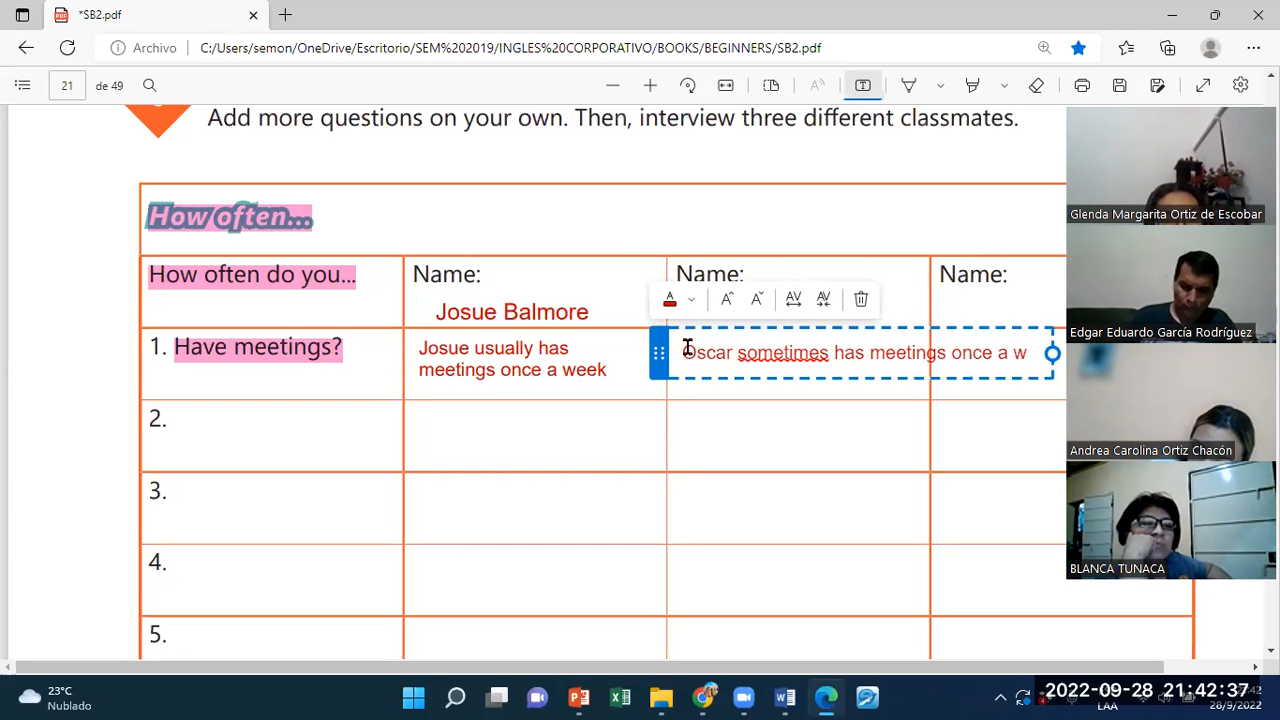 *SB2.pdf
Archivo
C:/Users/semon/OneDrive/Escritorio/SEM%202019/INGLES%20CORPORATIVO/BOOKS/BEGINNERS/SB2.pdf
21 de 49
Add more questions on your own. Then, interview three different classmates.
How often...
How often do you...
Name:
Name:
Name:
Josue Balmore
1. Have meetings?
Josue usually has
meetings once a week
Oscar sometimes has meetings once a w
2.
3.
4.
5.
Glenda Margarita Ortiz de Escobar
Edgar Eduardo García Rodríguez
Andrea Carolina Ortiz Chacón
BLANCA TUNACA
23°C
Nublado
2022-09-28 21:42:37
LAA
28/9/2022